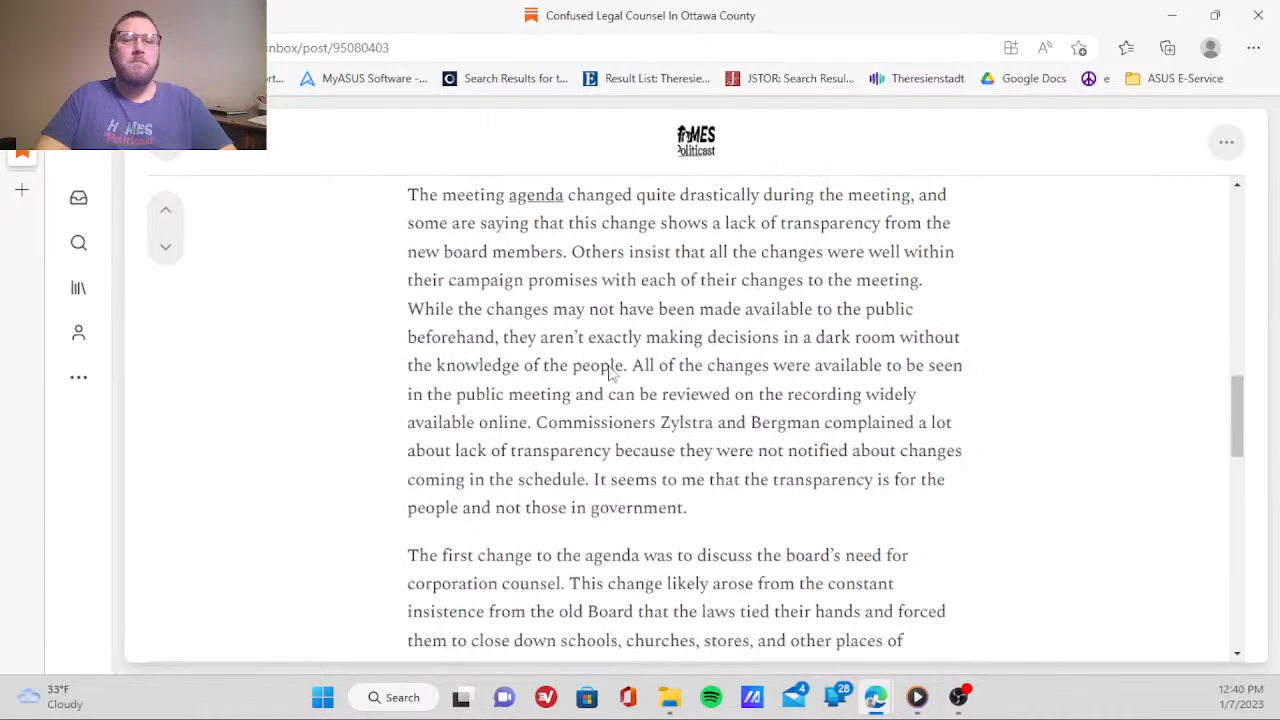 Confused Legal Counsel In Ottawa County
inbox/post/95080403
ort...
MyASUS Software -...
Search Results for t...
Result List: Theresie...
JSTOR: Search Resul...
Theresienstadt
Google Docs
e
ASUS E-Service
H MES
Politicast
MES
Politicast
The meeting agenda changed quite drastically during the meeting, and
some are saying that this change shows a lack of transparency from the
new board members. Others insist that all the changes were well within
their campaign promises with each of their changes to the meeting.
While the changes may not have been made available to the public
beforehand, they aren’t exactly making decisions in a dark room without
the knowledge of the people. All of the changes were available to be seen
in the public meeting and can be reviewed on the recording widely
available online. Commissioners Zylstra and Bergman complained a lot
about lack of transparency because they were not notified about changes
coming in the schedule. It seems to me that the transparency is for the
people and not those in government.
The first change to the agenda was to discuss the board’s need for
corporation counsel. This change likely arose from the constant
insistence from the old Board that the laws tied their hands and forced
them to close down schools, churches, stores, and other places of
33°F
Cloudy
Search
4
28
12:40 PM
1/7/2023